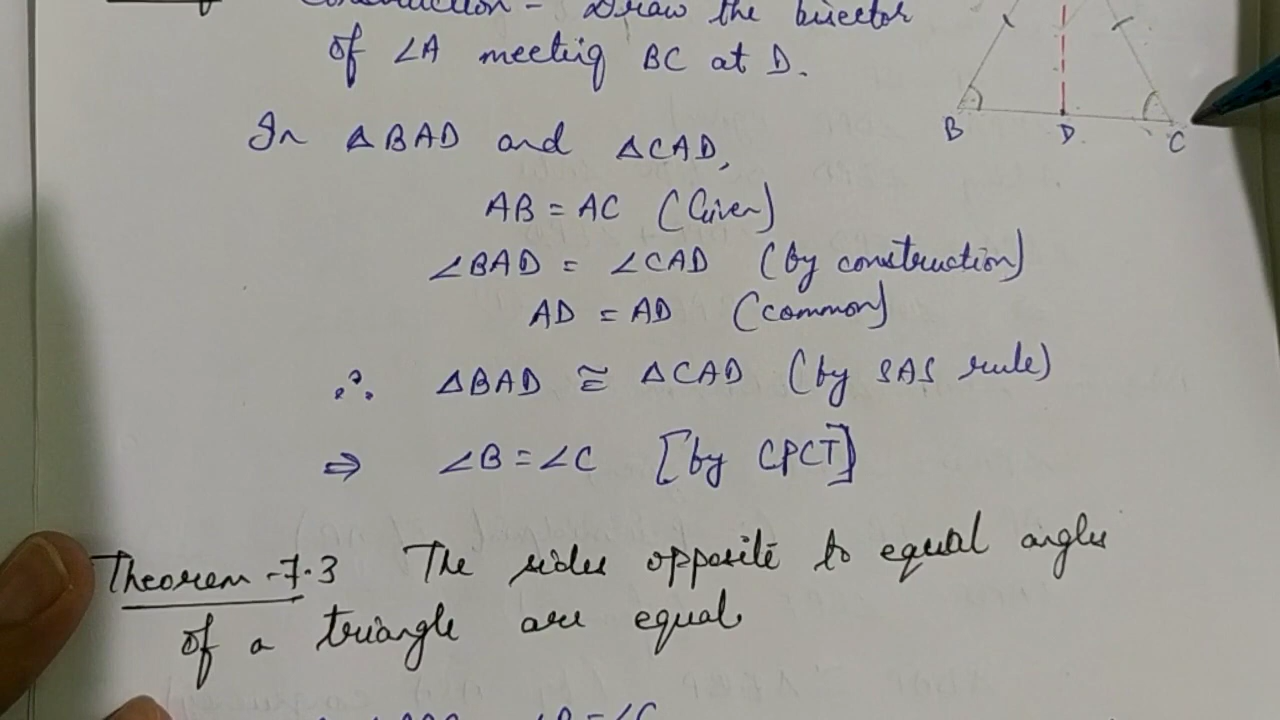 Construction - Draw the bisector
of ∠A meeting BC at D.
B D C
In ΔBAD and ΔCAD,
AB = AC (Given)
∠BAD = ∠CAD (by construction)
AD = AD (common)
∴ ΔBAD ≅ ΔCAD (by SAS rule)
⇒ ∠B = ∠C [by CPCT]
Theorem - 7.3 The sides opposite to equal angles
of a triangle are equal
∠B = ∠C